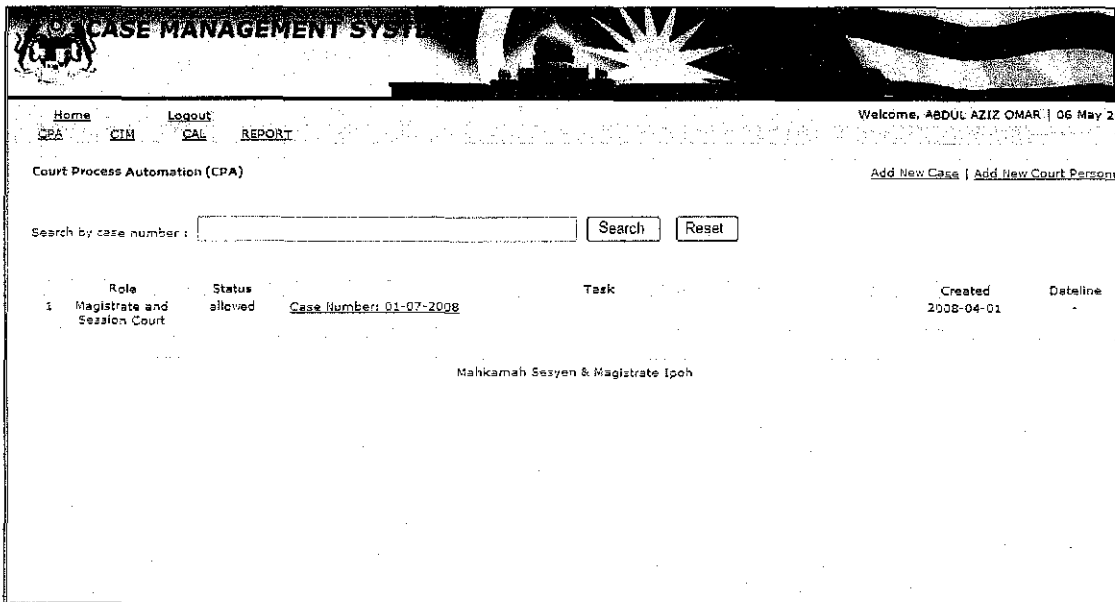 CASE MANAGEMENT SYSTE
Home Logout
Welcome, ABDUL AZIZ OMAR | 06 May 2
CPA CIM CAL REPORT
Court Process Automation (CPA)
Add New Case | Add New Court Person
Search by case number :
Search Reset
Role Status Task Created Dateline
1 Magistrate and allowed Case Number: 01-07-2008 2008-04-01 -
Session Court
Mahkamah Sesyen & Magistrate Ipoh